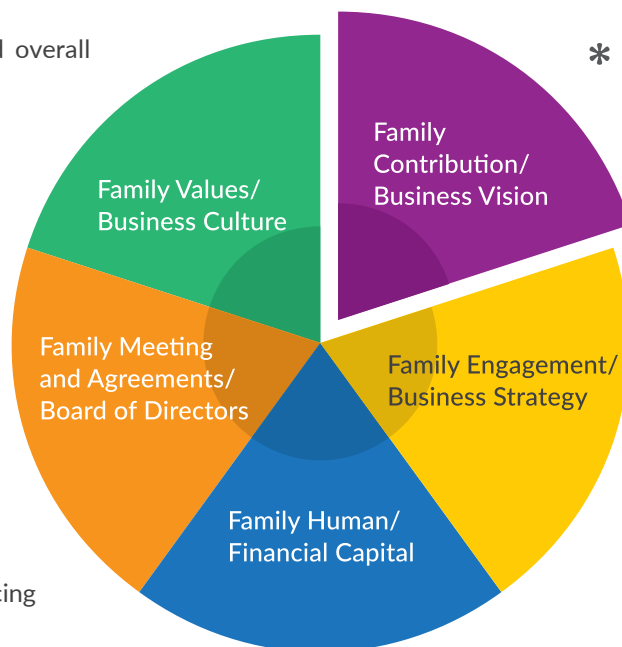 overall
*
Family
Contribution/
Business Vision
Family Values/
Business Culture
Family Meeting
and Agreements/
Board of Directors
Family Engagement/
Business Strategy
Family Human/
Financial Capital